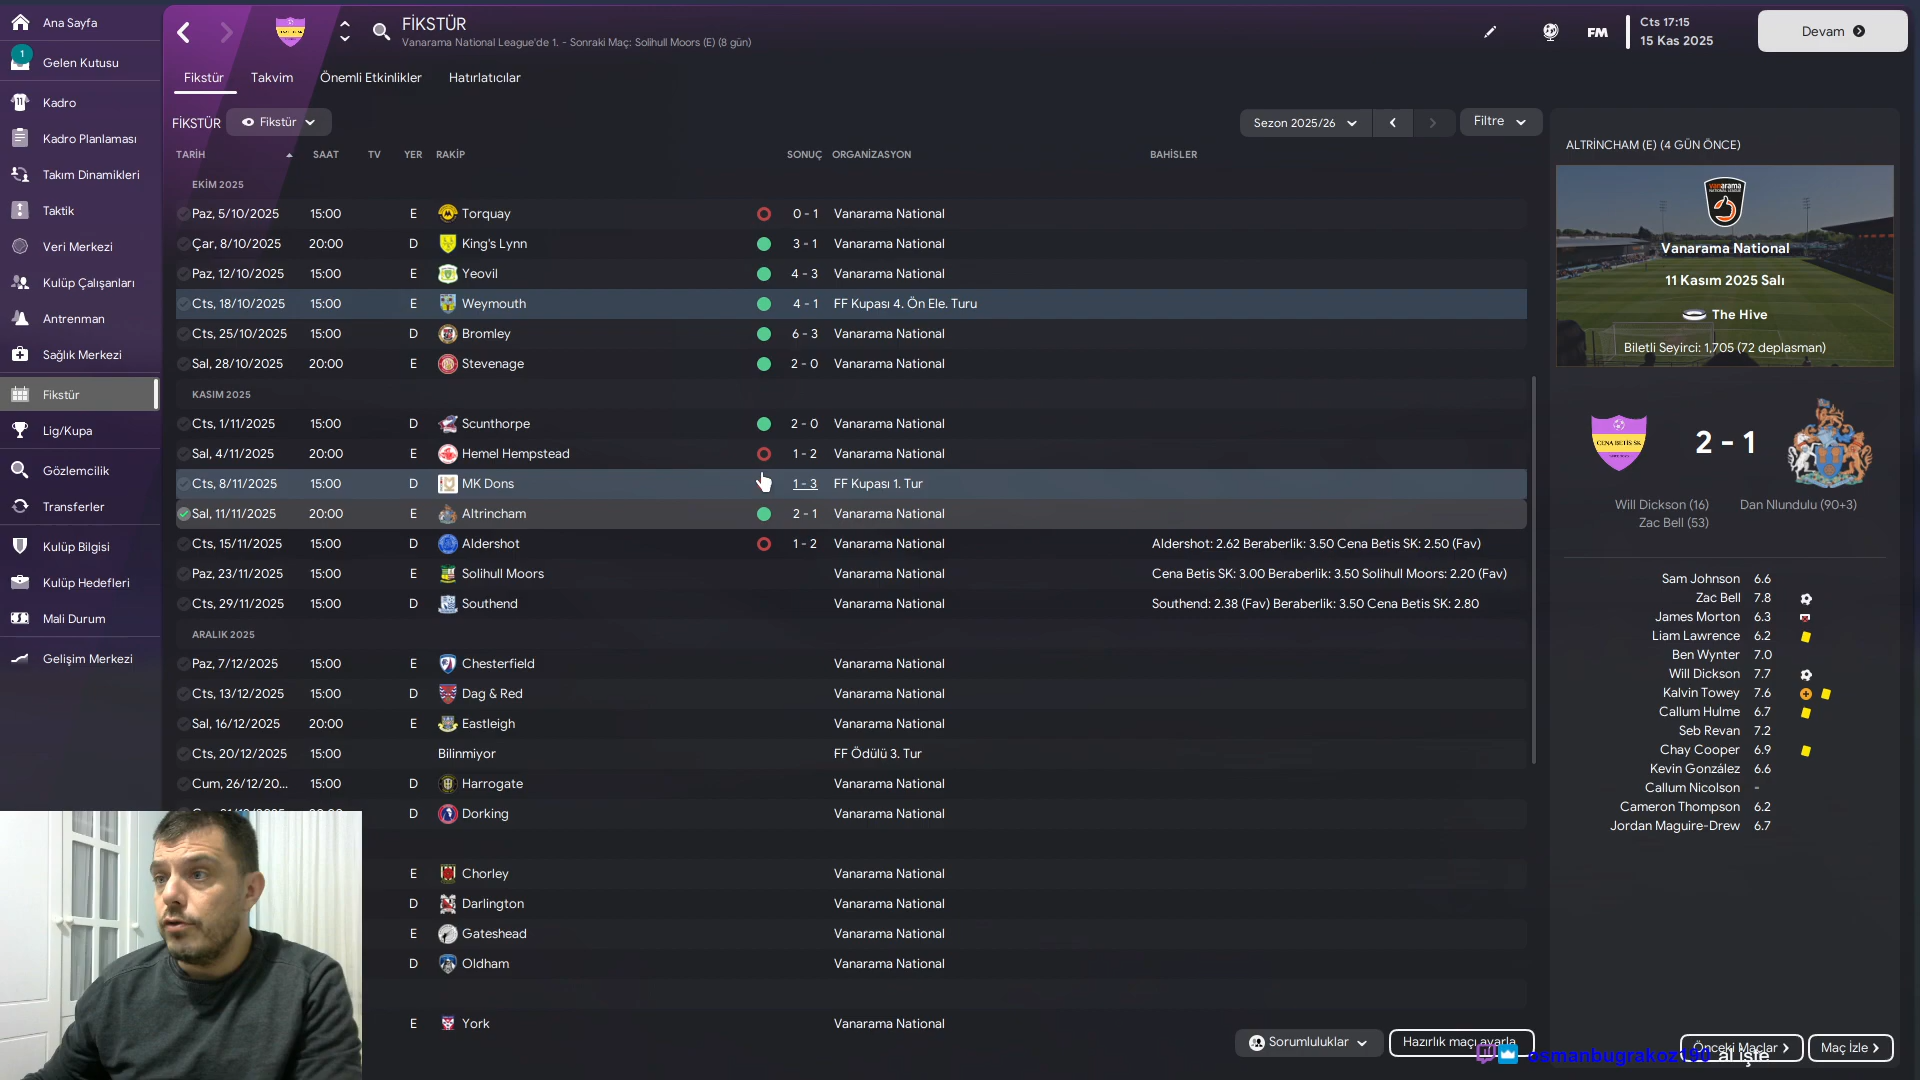 Ana Sayfa
1
Gelen Kutusu
Kadro
Kadro Planlaması
Takım Dinamikleri
Taktik
Veri Merkezi
Kulüp Çalışanları
Antrenman
Sağlık Merkezi
Fikstür
Lig/Kupa
Gözlemcilik
Transferler
Kulüp Bilgisi
Kulüp Hedefleri
Mali Durum
Gelişim Merkezi
FİKSTÜR
Vanarama National League'de 1. - Sonraki Maç: Solihull Moors (E) (8 gün)
FM
Cts 17:15
15 Kas 2025
Devam
Fikstür Takvim Önemli Etkinlikler Hatırlatıcılar
FİKSTÜR Fikstür Sezon 2025/26 Filtre
TARİH SAAT TV YER RAKİP SONUÇ ORGANİZASYON BAHİSLER
EKİM 2025
Paz, 5/10/2025 15:00 E Torquay 0 - 1 Vanarama National
Çar, 8/10/2025 20:00 D King's Lynn 3 - 1 Vanarama National
Paz, 12/10/2025 15:00 E Yeovil 4 - 3 Vanarama National
Cts, 18/10/2025 15:00 E Weymouth 4 - 1 FF Kupası 4. Ön Ele. Turu
Cts, 25/10/2025 15:00 D Bromley 6 - 3 Vanarama National
Sal, 28/10/2025 20:00 E Stevenage 2 - 0 Vanarama National
KASIM 2025
Cts, 1/11/2025 15:00 D Scunthorpe 2 - 0 Vanarama National
Sal, 4/11/2025 20:00 E Hemel Hempstead 1 - 2 Vanarama National
Cts, 8/11/2025 15:00 D MK Dons 1 - 3 FF Kupası 1. Tur
Sal, 11/11/2025 20:00 E Altrincham 2 - 1 Vanarama National
Cts, 15/11/2025 15:00 D Aldershot 1 - 2 Vanarama National Aldershot: 2.62 Beraberlik: 3.50 Cena Betis SK: 2.50 (Fav)
Paz, 23/11/2025 15:00 E Solihull Moors Vanarama National Cena Betis SK: 3.00 Beraberlik: 3.50 Solihull Moors: 2.20 (Fav)
Cts, 29/11/2025 15:00 D Southend Vanarama National Southend: 2.38 (Fav) Beraberlik: 3.50 Cena Betis SK: 2.80
ARALIK 2025
Paz, 7/12/2025 15:00 E Chesterfield Vanarama National
Cts, 13/12/2025 15:00 D Dag & Red Vanarama National
Sal, 16/12/2025 20:00 E Eastleigh Vanarama National
Cts, 20/12/2025 15:00 Bilinmiyor FF Ödülü 3. Tur
Cum, 26/12/20... 15:00 D Harrogate Vanarama National
D Dorking Vanarama National
E Chorley Vanarama National
D Darlington Vanarama National
E Gateshead Vanarama National
D Oldham Vanarama National
E York Vanarama National
Sorumluluklar Hazırlık maçı ayarla
ALTRİNCHAM (E) (4 GÜN ÖNCE)
vanarama
Vanarama National
11 Kasım 2025 Salı
The Hive
Biletli Seyirci: 1,705 (72 deplasman)
CENA BETIS SK
2 - 1
Will Dickson (16) Dan Nlundulu (90+3)
Zac Bell (53)
Sam Johnson 6.6
Zac Bell 7.8
James Morton 6.3
Liam Lawrence 6.2
Ben Wynter 7.0
Will Dickson 7.7
Kalvin Towey 7.6
Callum Hulme 6.7
Seb Revan 7.2
Chay Cooper 6.9
Kevin González 6.6
Callum Nicolson -
Cameron Thompson 6.2
Jordan Maguire-Drew 6.7
Önceki Maçlar Maç İzle
osmanbugrakoz190 al işte